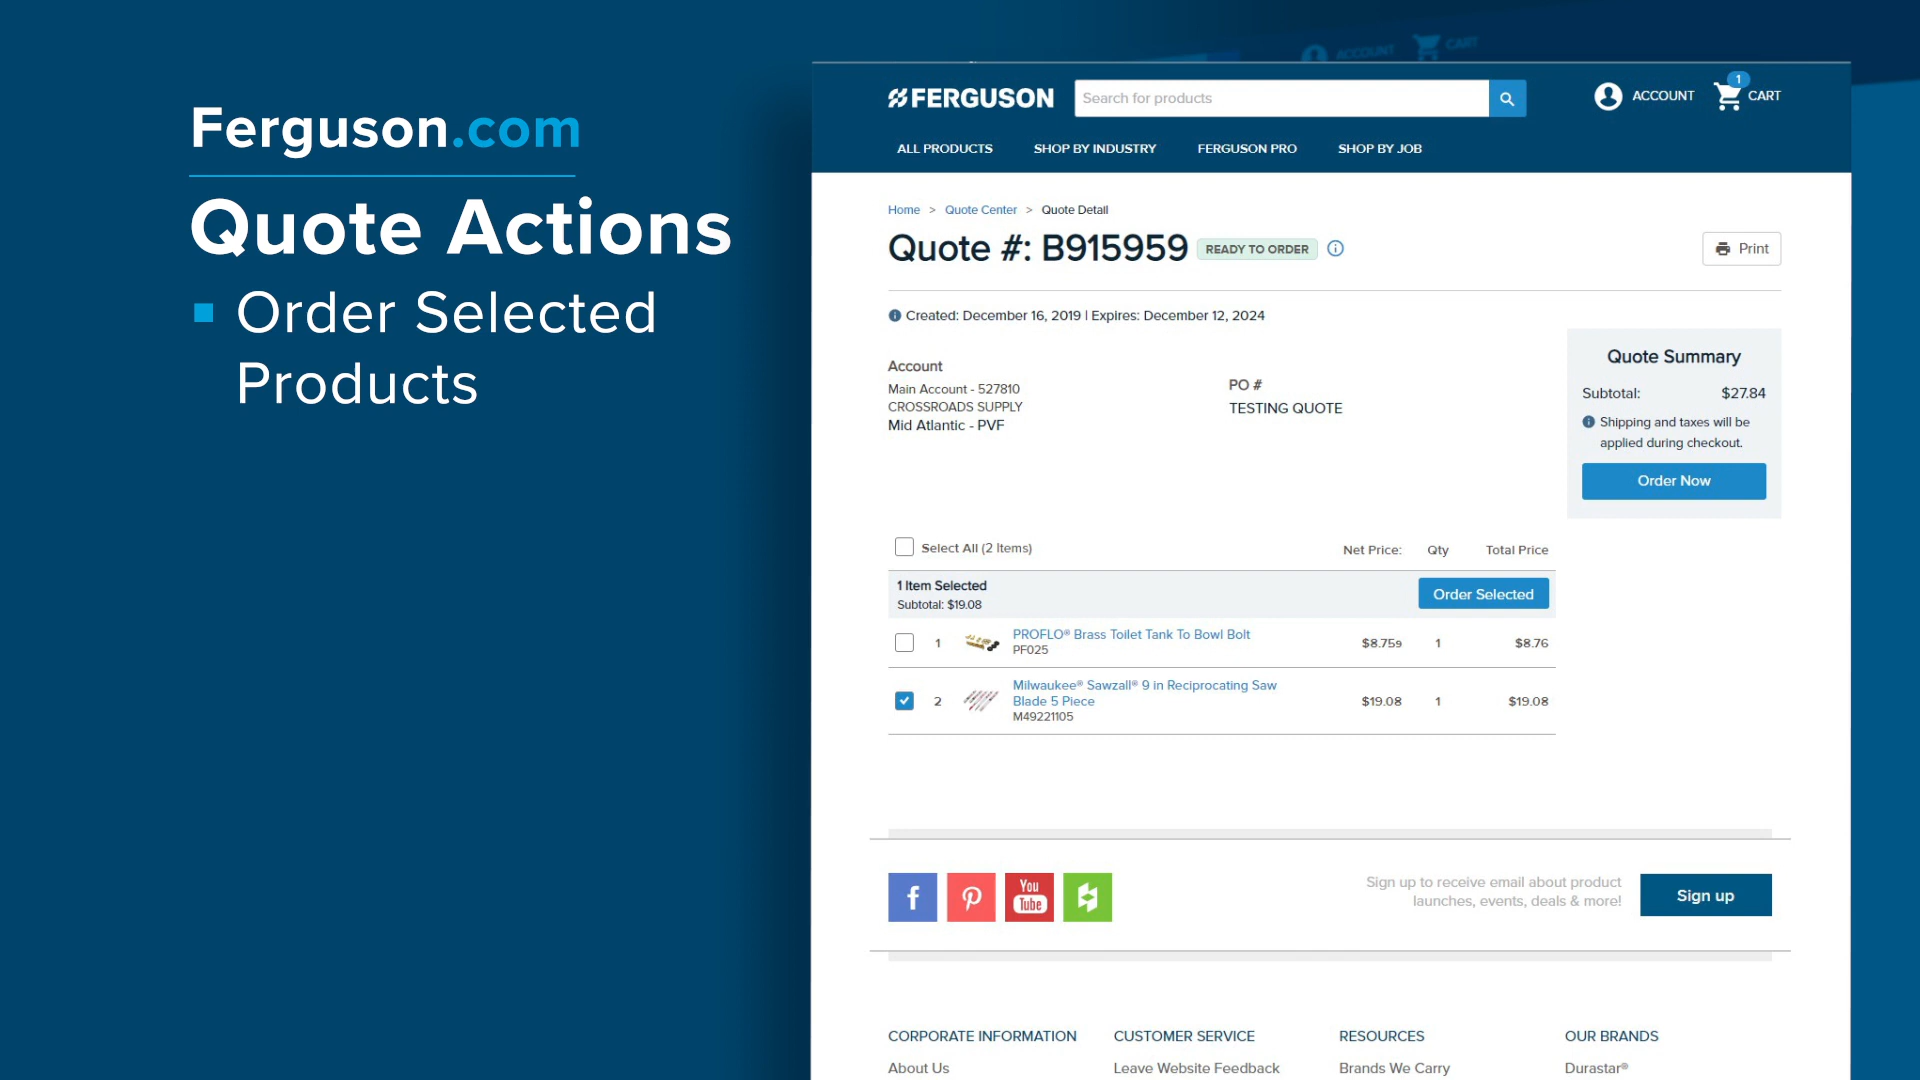 Ferguson.com
Quote Actions
Order Selected
Products
ACCOUNT CART
FERGUSON
Search for products
ACCOUNT
1
CART
ALL PRODUCTS SHOP BY INDUSTRY FERGUSON PRO SHOP BY JOB
Home > Quote Center > Quote Detail
Quote #: B915959 READY TO ORDER
Print
Created: December 16, 2019 | Expires: December 12, 2024
Account
Main Account - 527810
CROSSROADS SUPPLY
Mid Atlantic - PVF
PO #
TESTING QUOTE
Quote Summary
Subtotal: $27.84
Shipping and taxes will be
applied during checkout.
Order Now
Select All (2 Items) Net Price: Qty Total Price
1 Item Selected
Subtotal: $19.08
Order Selected
1 PROFLO® Brass Toilet Tank To Bowl Bolt
PF025
$8.759 1 $8.76
2 Milwaukee® Sawzall® 9 in Reciprocating Saw
Blade 5 Piece
M49221105
$19.08 1 $19.08
You
Tube
Sign up to receive email about product
launches, events, deals & more!
Sign up
CORPORATE INFORMATION CUSTOMER SERVICE RESOURCES OUR BRANDS
About Us Leave Website Feedback Brands We Carry Durastar®